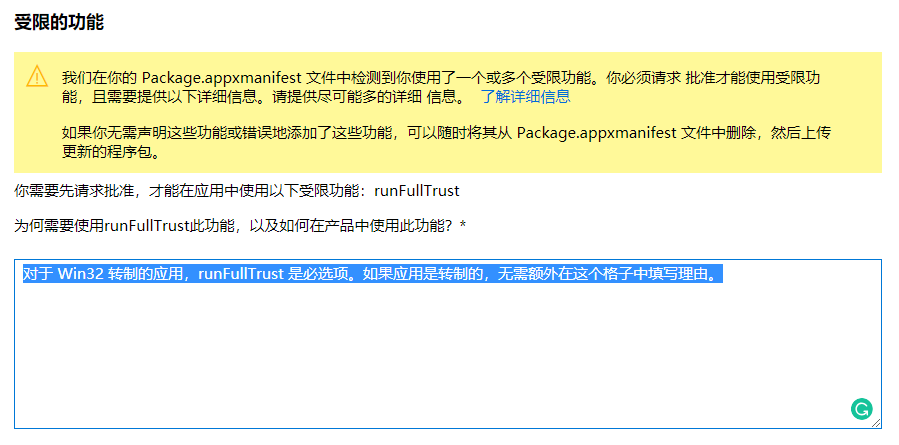 受限的功能
我们在你的 Package.appxmanifest 文件中检测到你使用了一个或多个受限功能。你必须请求 批准才能使用受限功
能，且需要提供以下详细信息。请提供尽可能多的详细 信息。 了解详细信息
如果你无需声明这些功能或错误地添加了这些功能，可以随时将其从 Package.appxmanifest 文件中删除，然后上传
更新的程序包。
你需要先请求批准，才能在应用中使用以下受限功能：runFullTrust
为何需要使用runFullTrust此功能，以及如何在产品中使用此功能？*
对于 Win32 转制的应用，runFullTrust 是必选项。如果应用是转制的，无需额外在这个格子中填写理由。